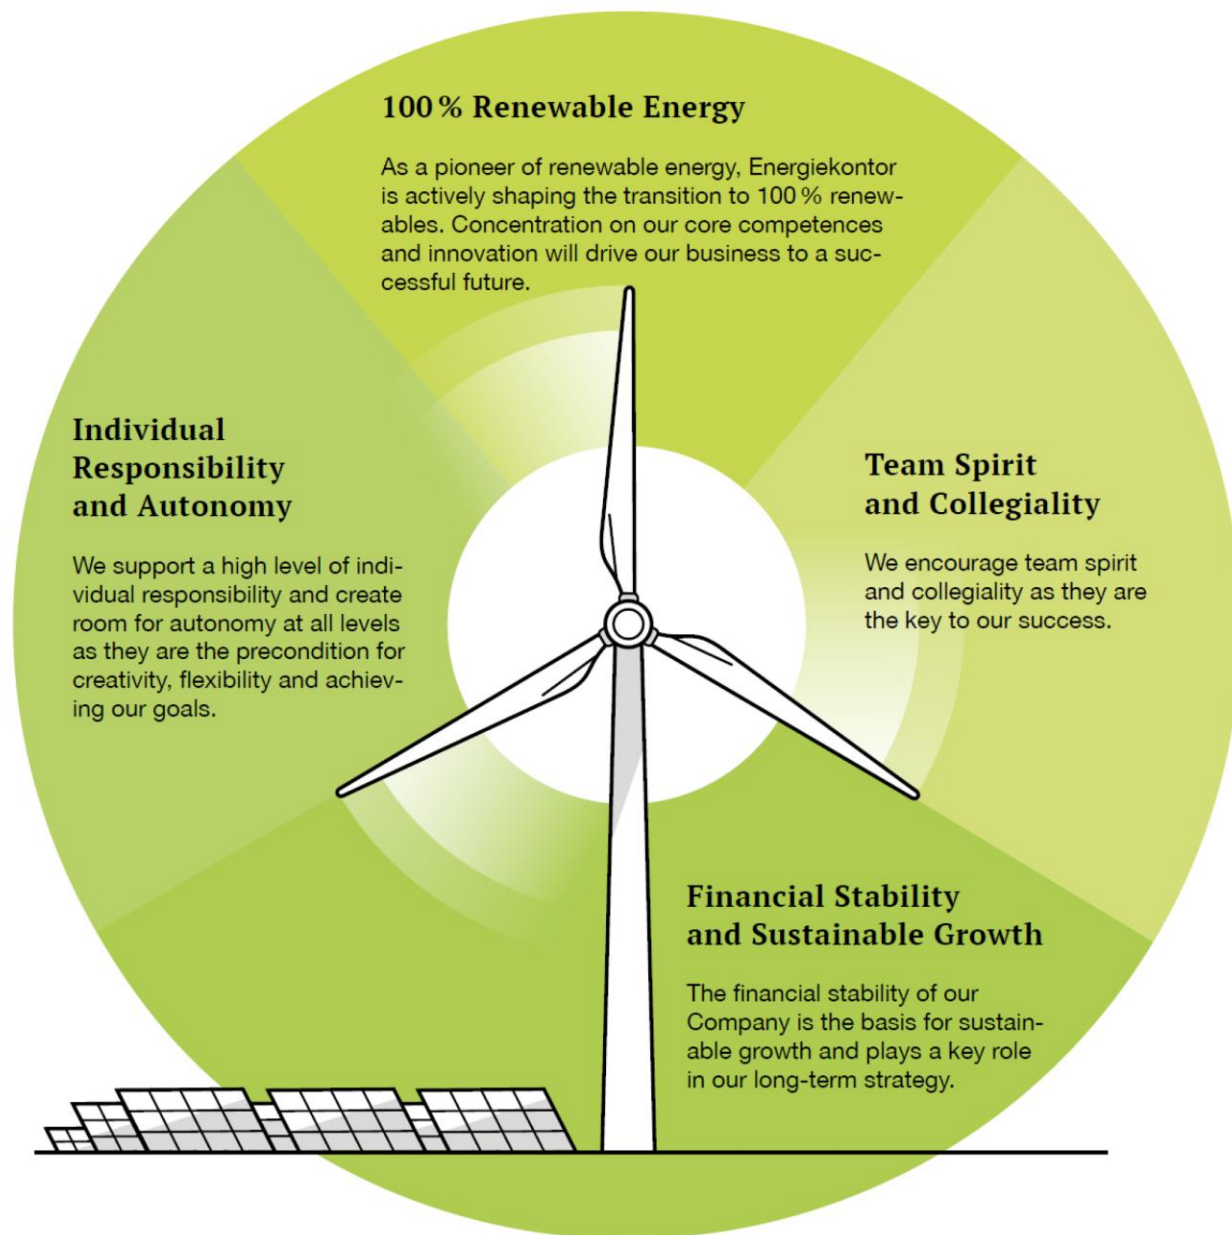 100 % Renewable Energy
As a pioneer of renewable energy, Energiekontor
is actively shaping the transition to 100 % renew-
ables. Concentration on our core competences
and innovation will drive our business to a suc-
cessful future.
Individual
Responsibility
and Autonomy
We support a high level of indi-
vidual responsibility and create
room for autonomy at all levels
as they are the precondition for
creativity, flexibility and achiev-
ing our goals.
Team Spirit
and Collegiality
We encourage team spirit
and collegiality as they are
the key to our success.
Financial Stability
and Sustainable Growth
The financial stability of our
Company is the basis for sustain-
able growth and plays a key role
in our long-term strategy.